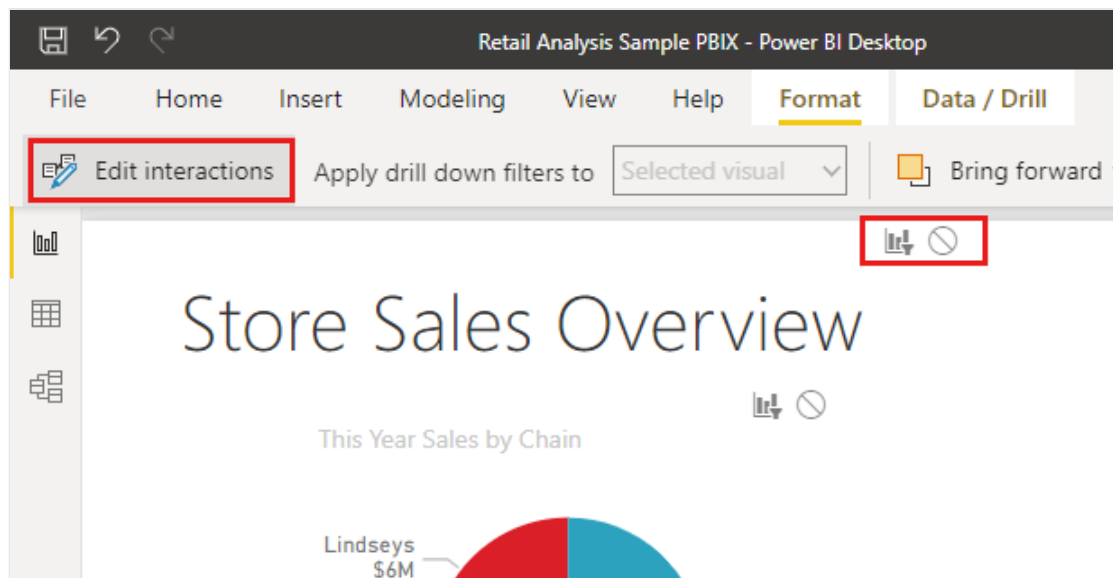 Retail Analysis Sample PBIX - Power BI Desktop
File Home Insert Modeling View Help Format Data / Drill
Edit interactions Apply drill down filters to Selected visual Bring forward
Store Sales Overview
This Year Sales by Chain
Lindseys
$6M